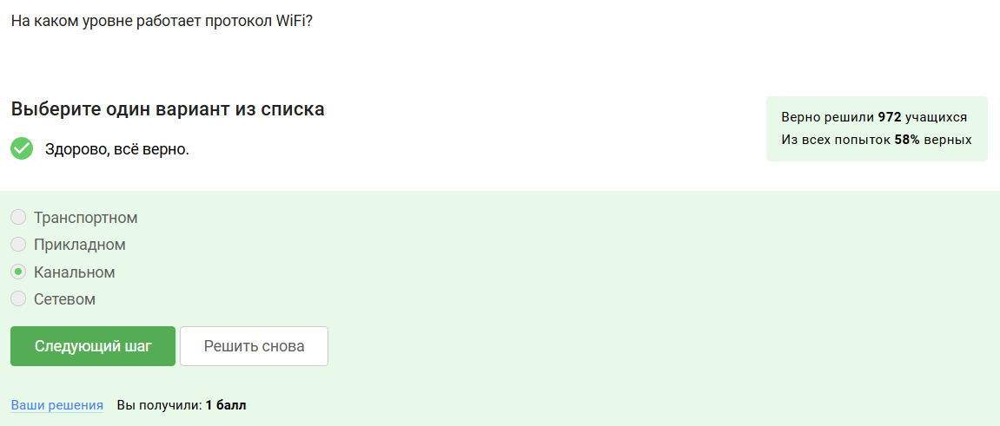 На каком уровне работает протокол WiFi?
Выберите один вариант из списка
Здорово, всё верно.
Верно решили 972 учащихся
Из всех попыток 58% верных
Транспортном
Прикладном
Канальном
Сетевом
Следующий шаг
Решить снова
Ваши решения
Вы получили: 1 балл